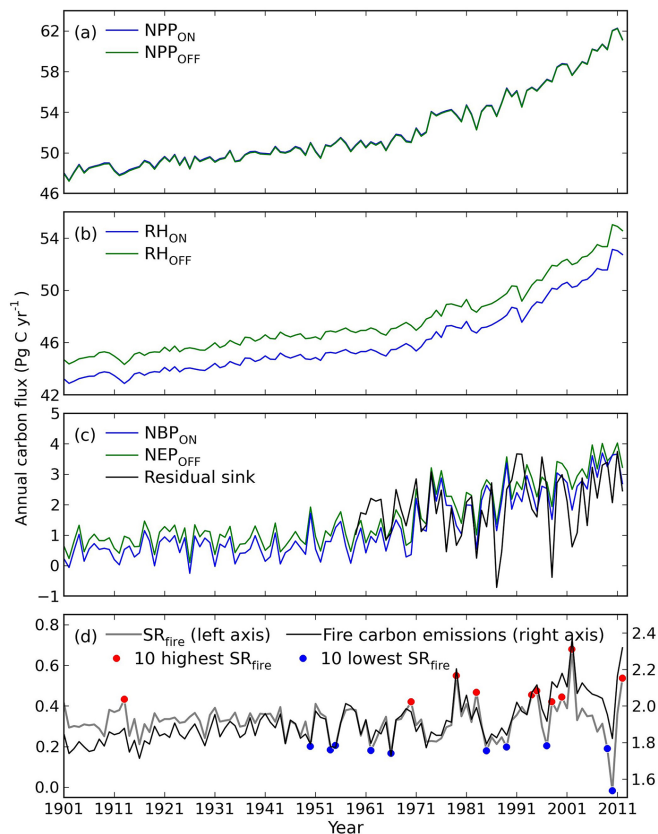 62
58
54
50
46
(a)
NPP_ON
NPP_OFF
54
50
46
42
(b)
RH_ON
RH_OFF
Annual carbon flux (Pg C yr⁻¹)
5
4
3
2
1
0
−1
(c)
NBP_ON
NEP_OFF
Residual sink
0.8
0.6
0.4
0.2
0.0
(d)
SR_fire (left axis)
Fire carbon emissions (right axis)
10 highest SR_fire
10 lowest SR_fire
2.4
2.2
2.0
1.8
1.6
1901 1911 1921 1931 1941 1951 1961 1971 1981 1991 2001 2011
Year